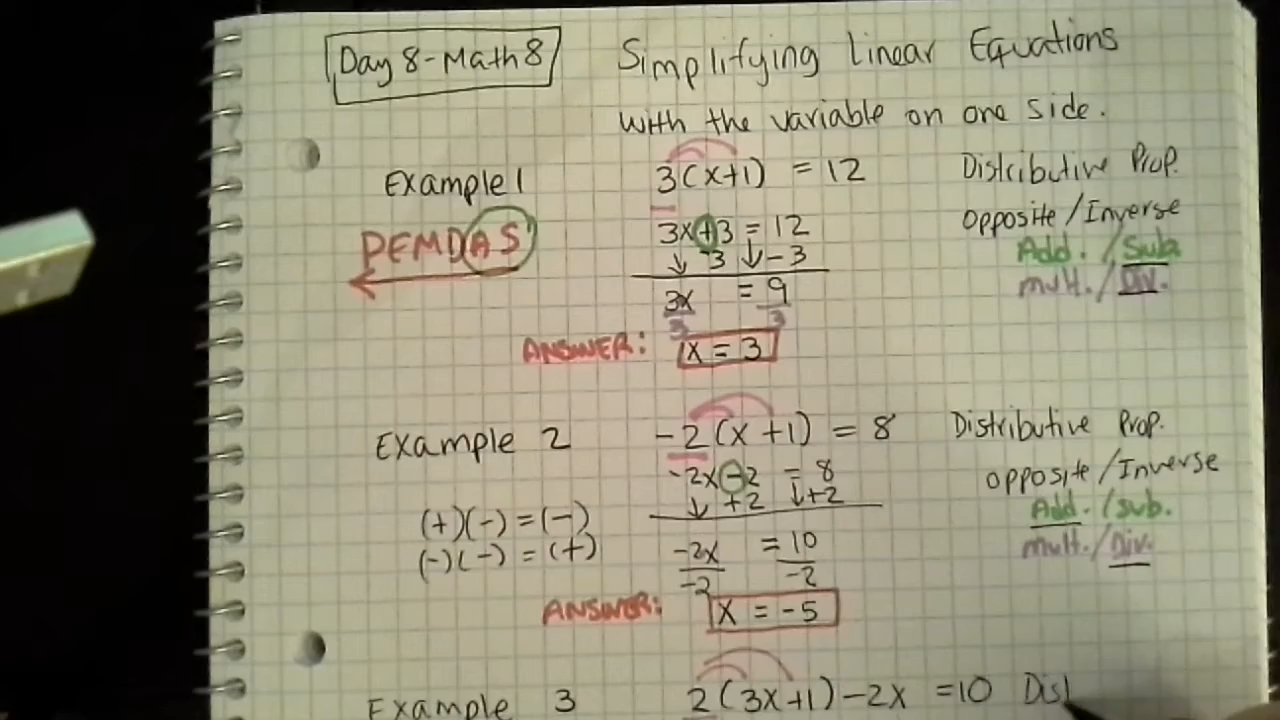 Day 8 - Math 8
Simplifying Linear Equations
with the variable on one side.
Example 1
3(x+1) = 12
Distributive Prop.
PEMDAS
3x+3 = 12
Opposite/Inverse
-3 -3
Add. / Sub.
3x = 9
mult. / Div.
3 3
ANSWER: x = 3
Example 2
-2(x+1) = 8
Distributive Prop.
-2x-2 = 8
opposite/Inverse
+2 +2
Add. / Sub.
(+)(-) = (-)
(-)(-) = (+)
-2x = 10
mult. / Div.
-2 -2
ANSWER: x = -5
Example 3
2(3x+1)-2x = 10 Dist